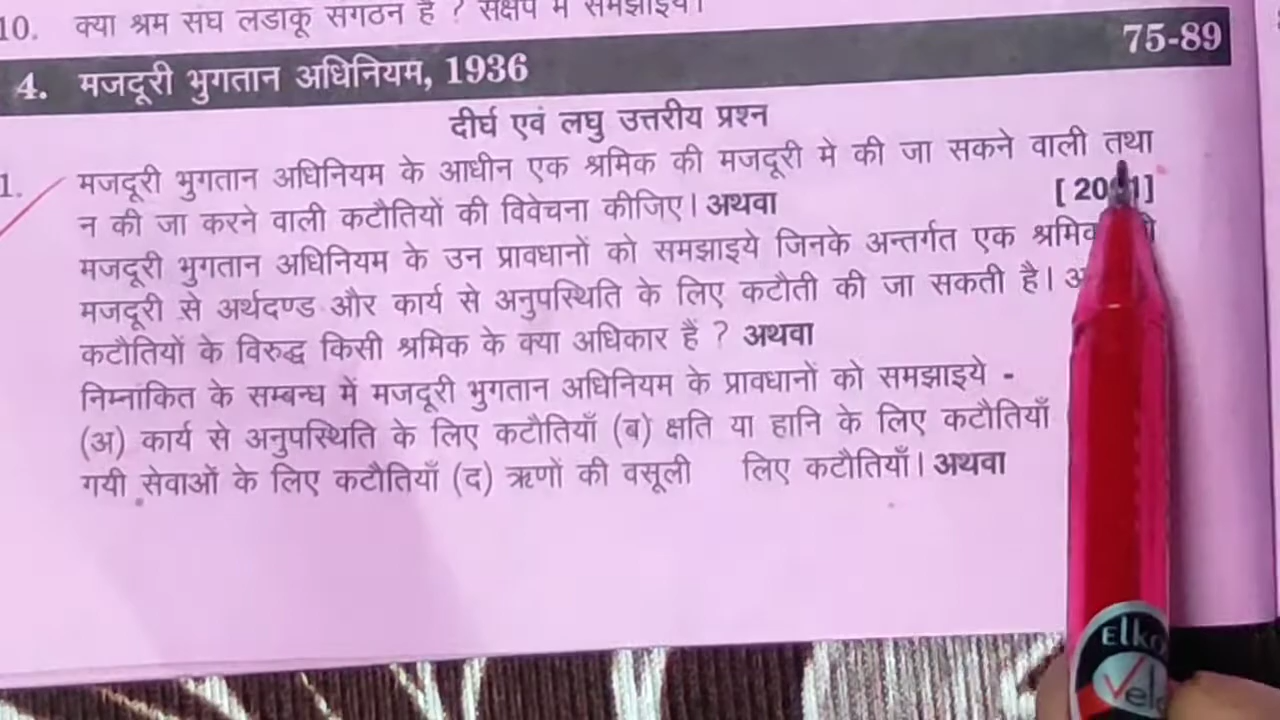 10. क्या श्रम संघ लडाकू संगठन है ? संक्षेप में समझाइये।
4. मजदूरी भुगतान अधिनियम, 1936 75-89
दीर्घ एवं लघु उत्तरीय प्रश्न
1. मजदूरी भुगतान अधिनियम के आधीन एक श्रमिक की मजदूरी मे की जा सकने वाली तथा
न की जा करने वाली कटौतियों की विवेचना कीजिए। अथवा
मजदूरी भुगतान अधिनियम के उन प्रावधानों को समझाइये जिनके अन्तर्गत एक
मजदूरी से अर्थदण्ड और कार्य से अनुपस्थिति के लिए कटौती की जा सकती है।
कटौतियों के विरुद्ध किसी श्रमिक के क्या अधिकार हैं ? अथवा
निम्नांकित के सम्बन्ध में मजदूरी भुगतान अधिनियम के प्रावधानों को समझाइये -
(अ) कार्य से अनुपस्थिति के लिए कटौतियाँ (ब) क्षति या हानि के लिए कटौतियाँ
गयी सेवाओं के लिए कटौतियाँ (द) ऋणों की वसूली लिए कटौतियाँ। अथवा